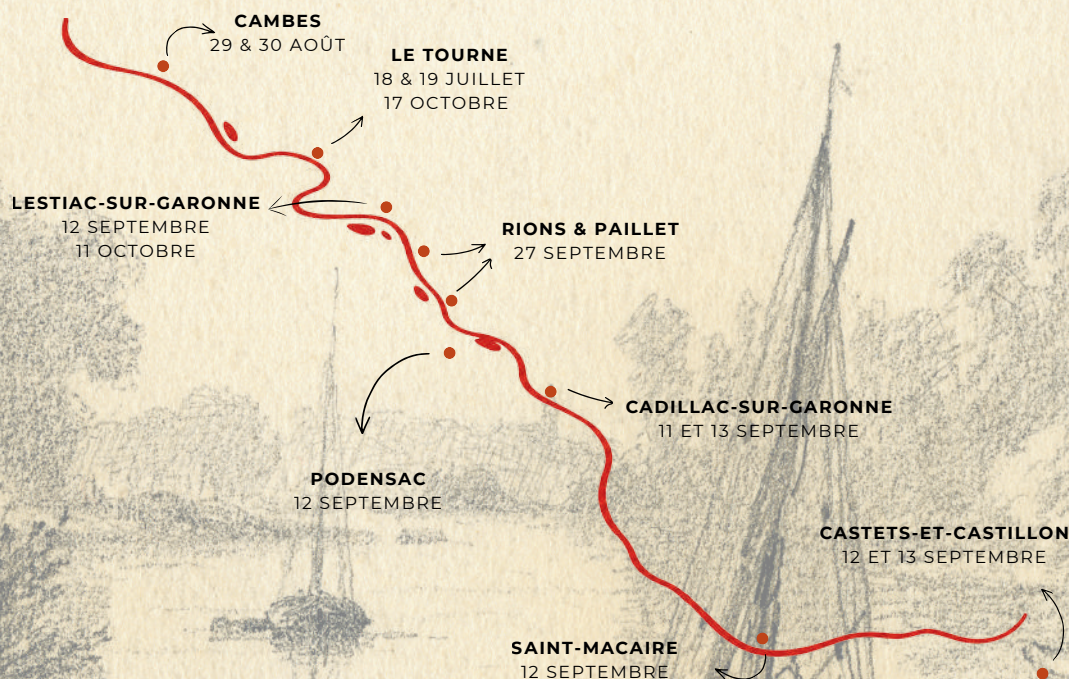 CAMBES
29 & 30 AOÛT
LE TOURNE
18 & 19 JUILLET
17 OCTOBRE
LESTIAC-SUR-GARONNE
12 SEPTEMBRE
11 OCTOBRE
RIONS & PAILLET
27 SEPTEMBRE
CADILLAC-SUR-GARONNE
11 ET 13 SEPTEMBRE
PODENSAC
12 SEPTEMBRE
CASTETS-ET-CASTILLON
12 ET 13 SEPTEMBRE
SAINT-MACAIRE
12 SEPTEMBRE